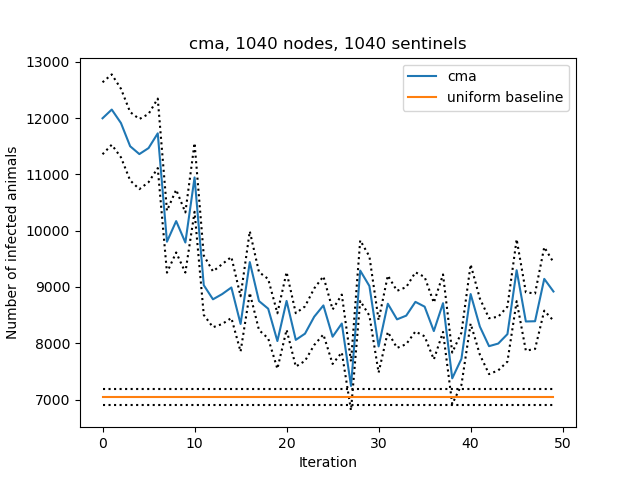 cma, 1040 nodes, 1040 sentinels
cma
uniform baseline
Number of infected animals
13000
12000
11000
10000
9000
8000
7000
0
10
20
30
40
50
Iteration